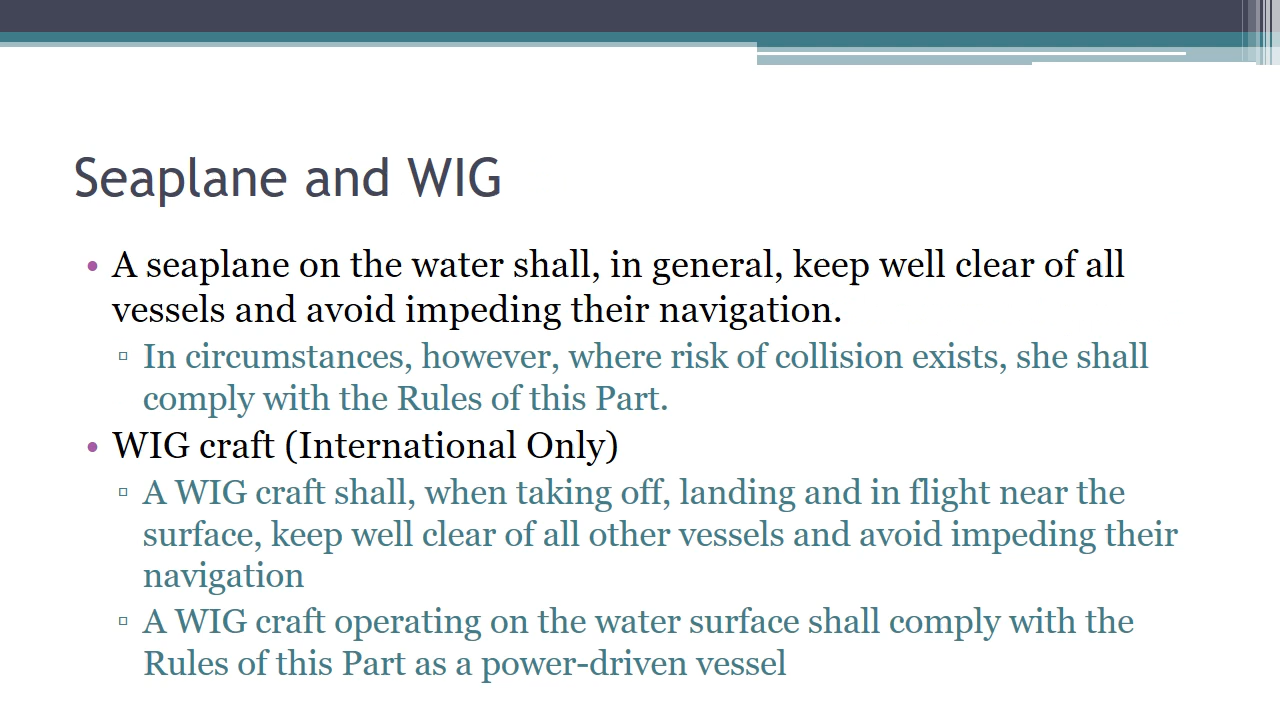 Seaplane and WIG
• A seaplane on the water shall, in general, keep well clear of all
vessels and avoid impeding their navigation.
▫ In circumstances, however, where risk of collision exists, she shall
comply with the Rules of this Part.
• WIG craft (International Only)
▫ A WIG craft shall, when taking off, landing and in flight near the
surface, keep well clear of all other vessels and avoid impeding their
navigation
▫ A WIG craft operating on the water surface shall comply with the
Rules of this Part as a power-driven vessel